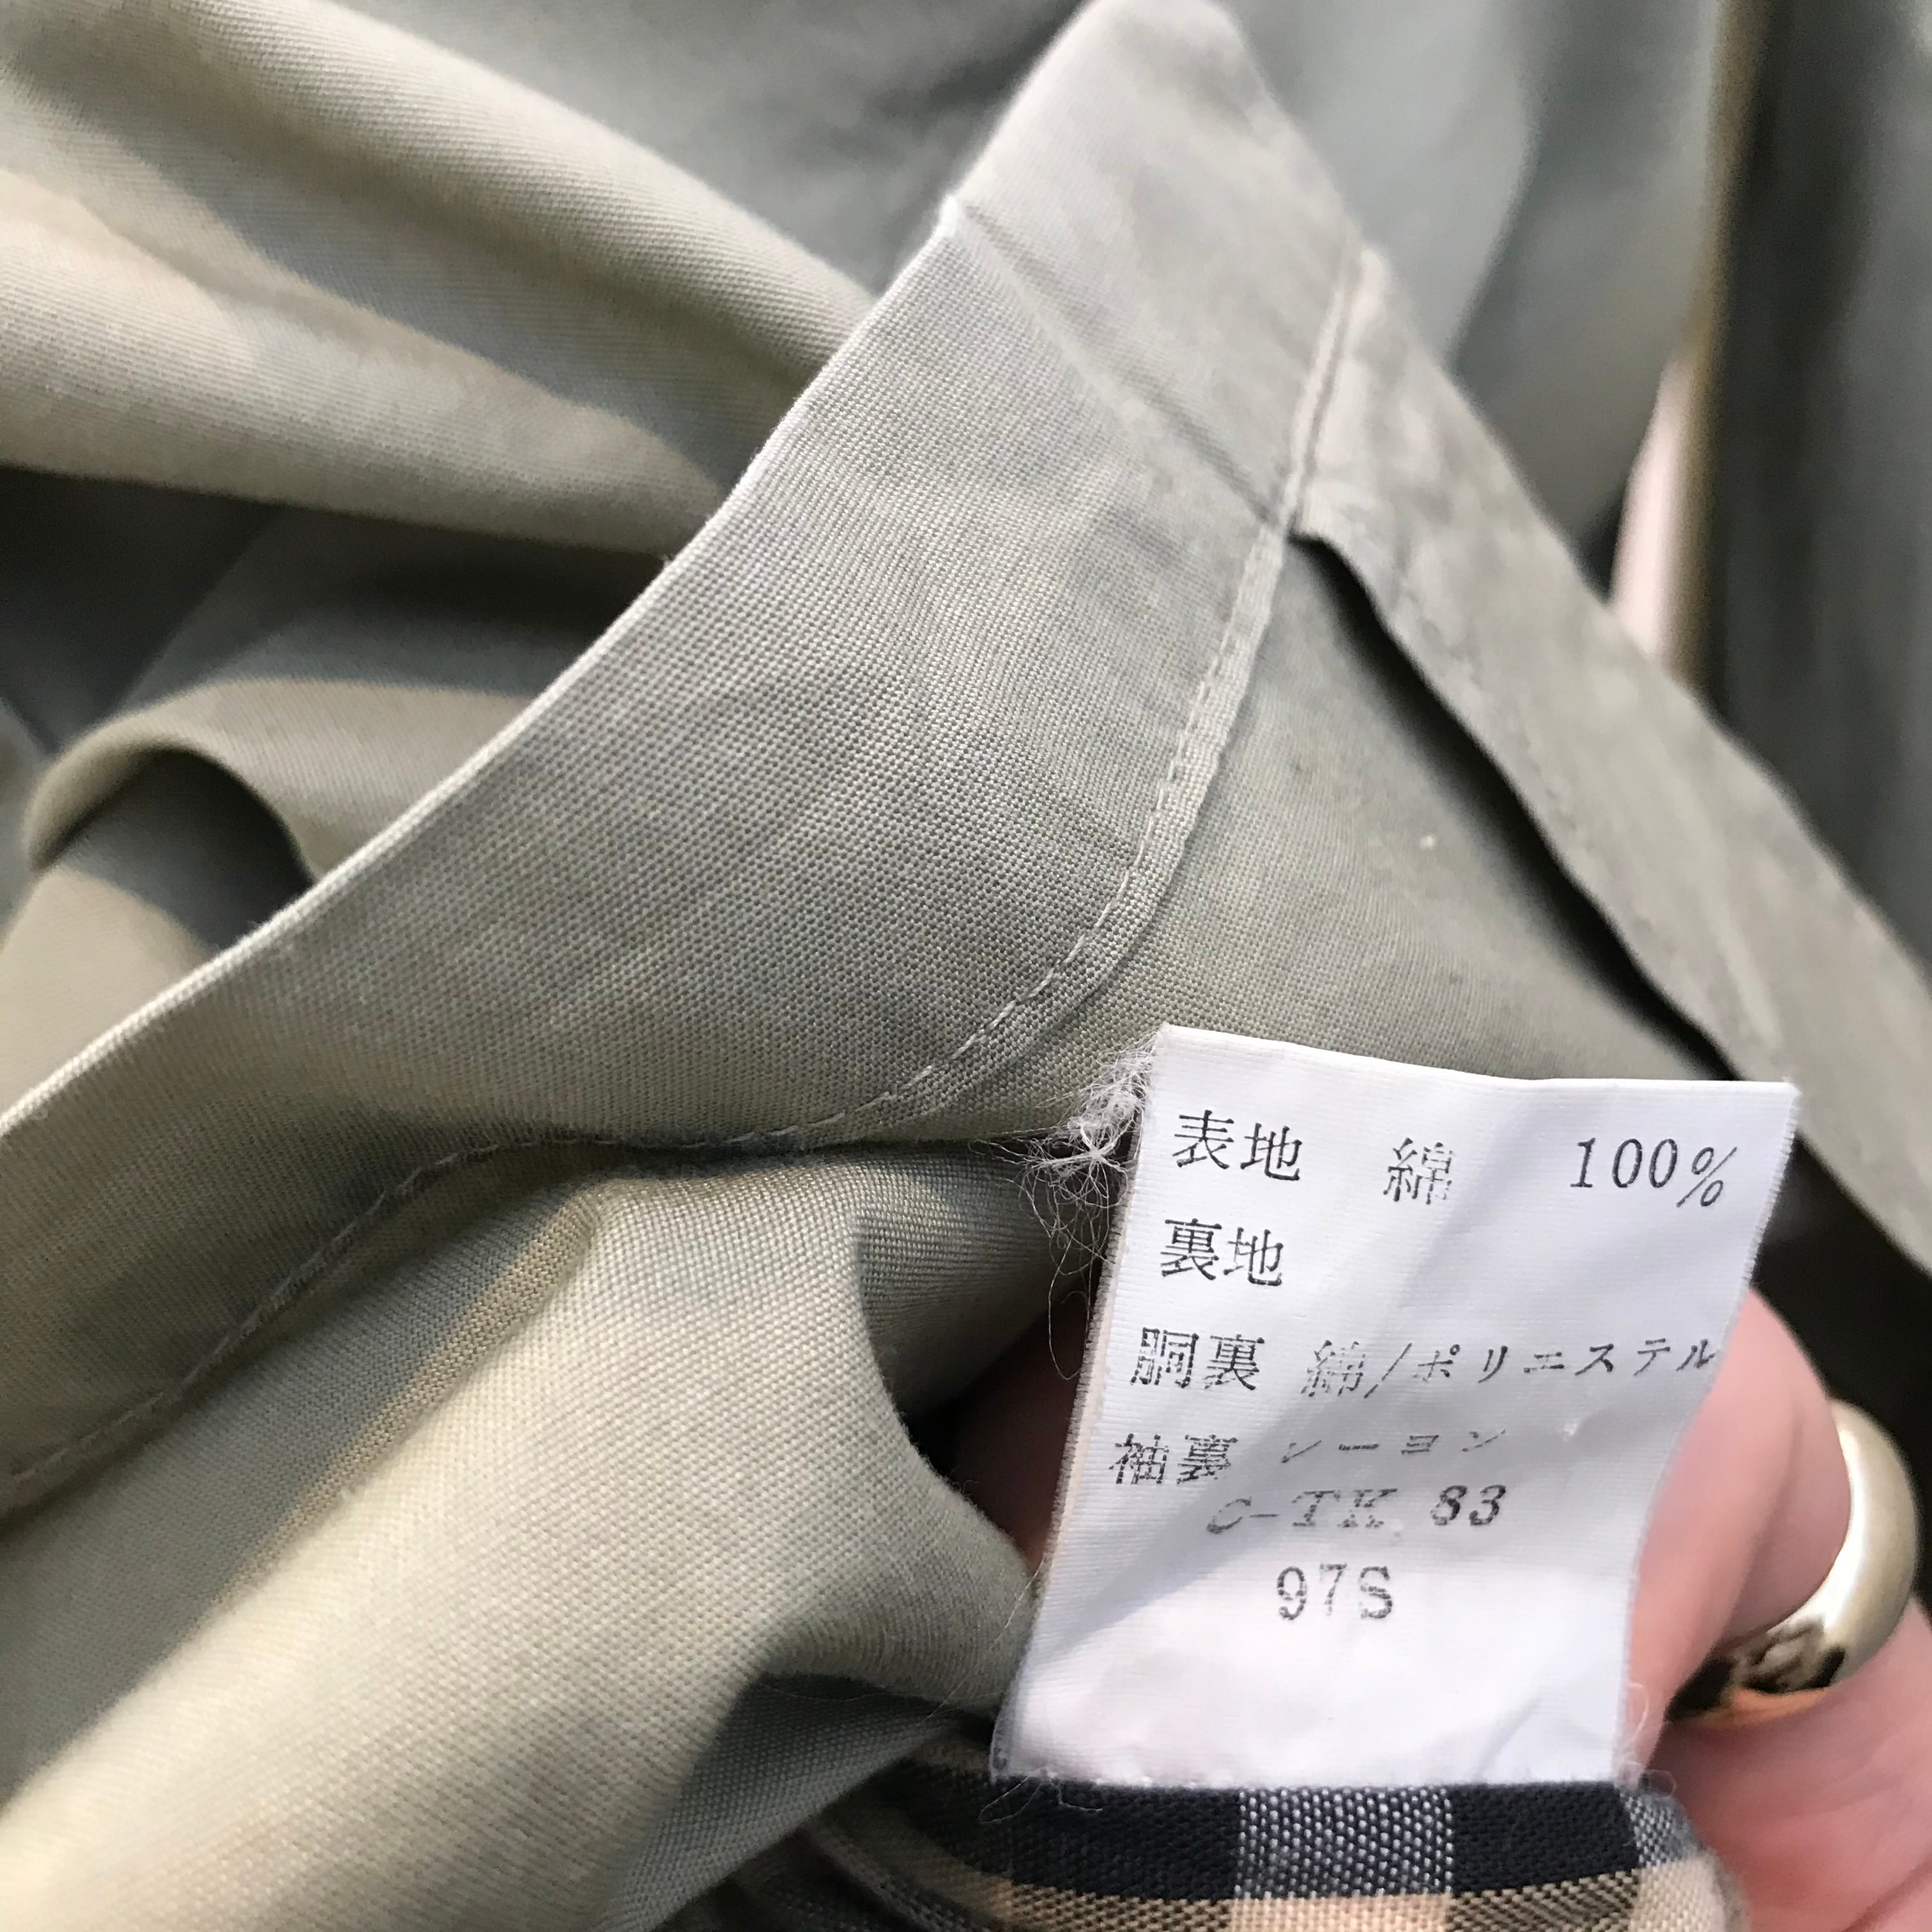 表地 綿 100%
裏地
胴裏 綿/ポリエステル
袖裏 レーヨン
C-TK 83
97S